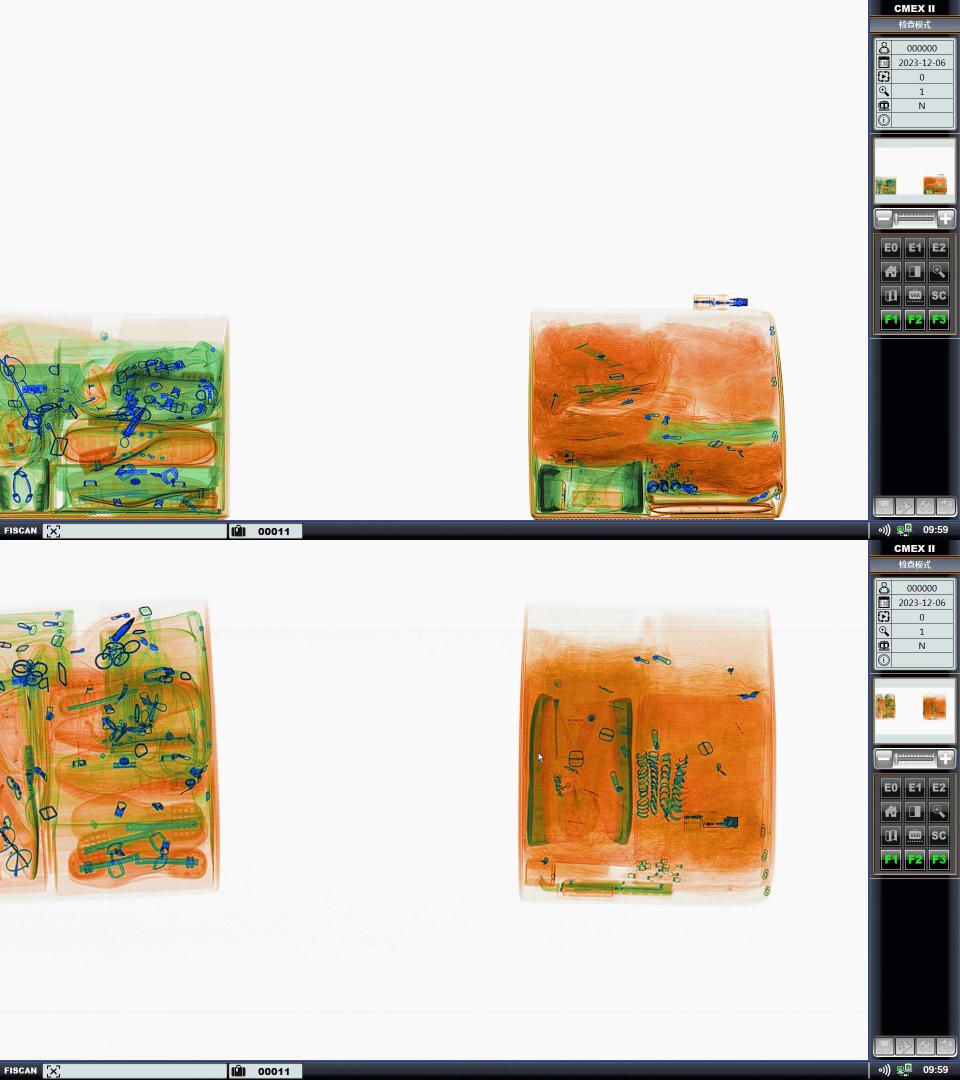 CMEX II
检查模式
000000
2023-12-06
0
1
N
E0 E1 E2
VAR SC
F1 F2 F3
FISCAN 00011 09:59
CMEX II
检查模式
000000
2023-12-06
0
1
N
E0 E1 E2
VAR SC
F1 F2 F3
FISCAN 00011 09:59